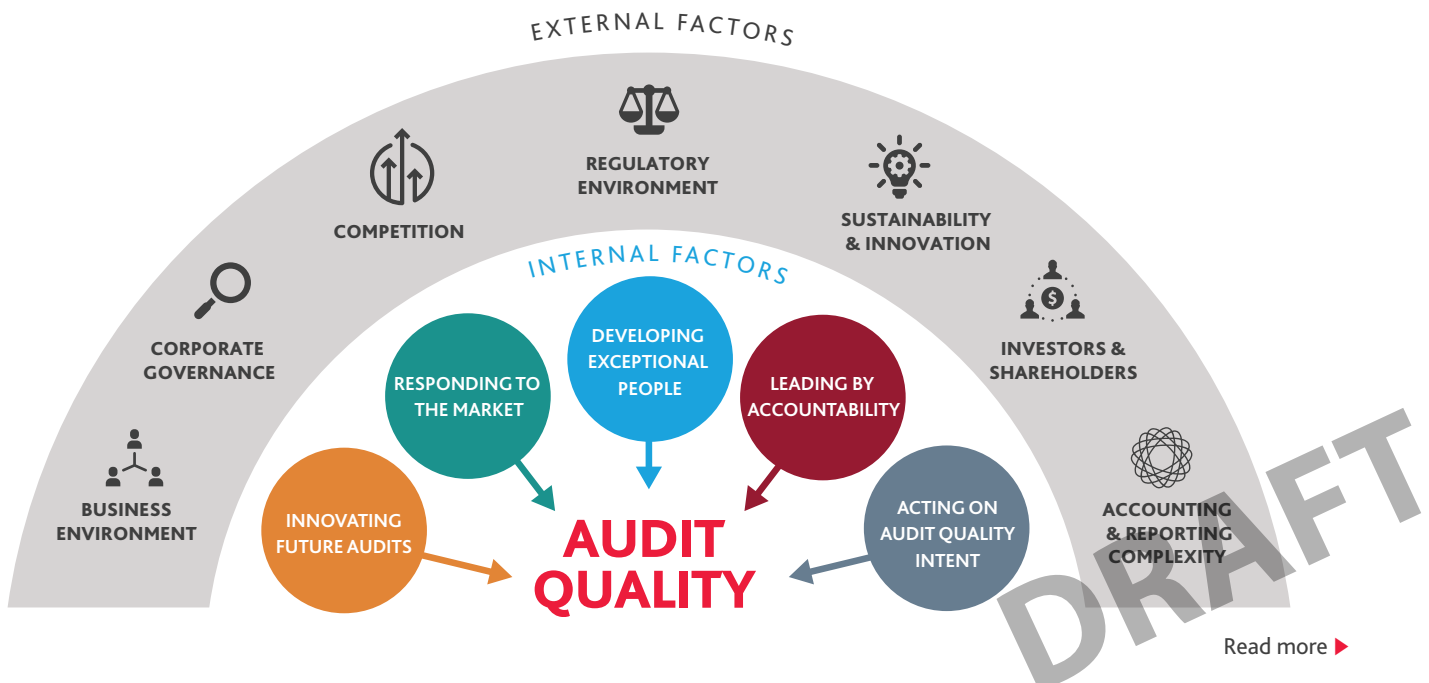 EXTERNAL FACTORS
BUSINESS
ENVIRONMENT
CORPORATE
GOVERNANCE
COMPETITION
REGULATORY
ENVIRONMENT
SUSTAINABILITY
& INNOVATION
INVESTORS &
SHAREHOLDERS
ACCOUNTING
& REPORTING
COMPLEXITY
INTERNAL FACTORS
INNOVATING
FUTURE AUDITS
RESPONDING TO
THE MARKET
DEVELOPING
EXCEPTIONAL
PEOPLE
LEADING BY
ACCOUNTABILITY
ACTING ON
AUDIT QUALITY
INTENT
AUDIT
QUALITY
$
DRAFT
Read more